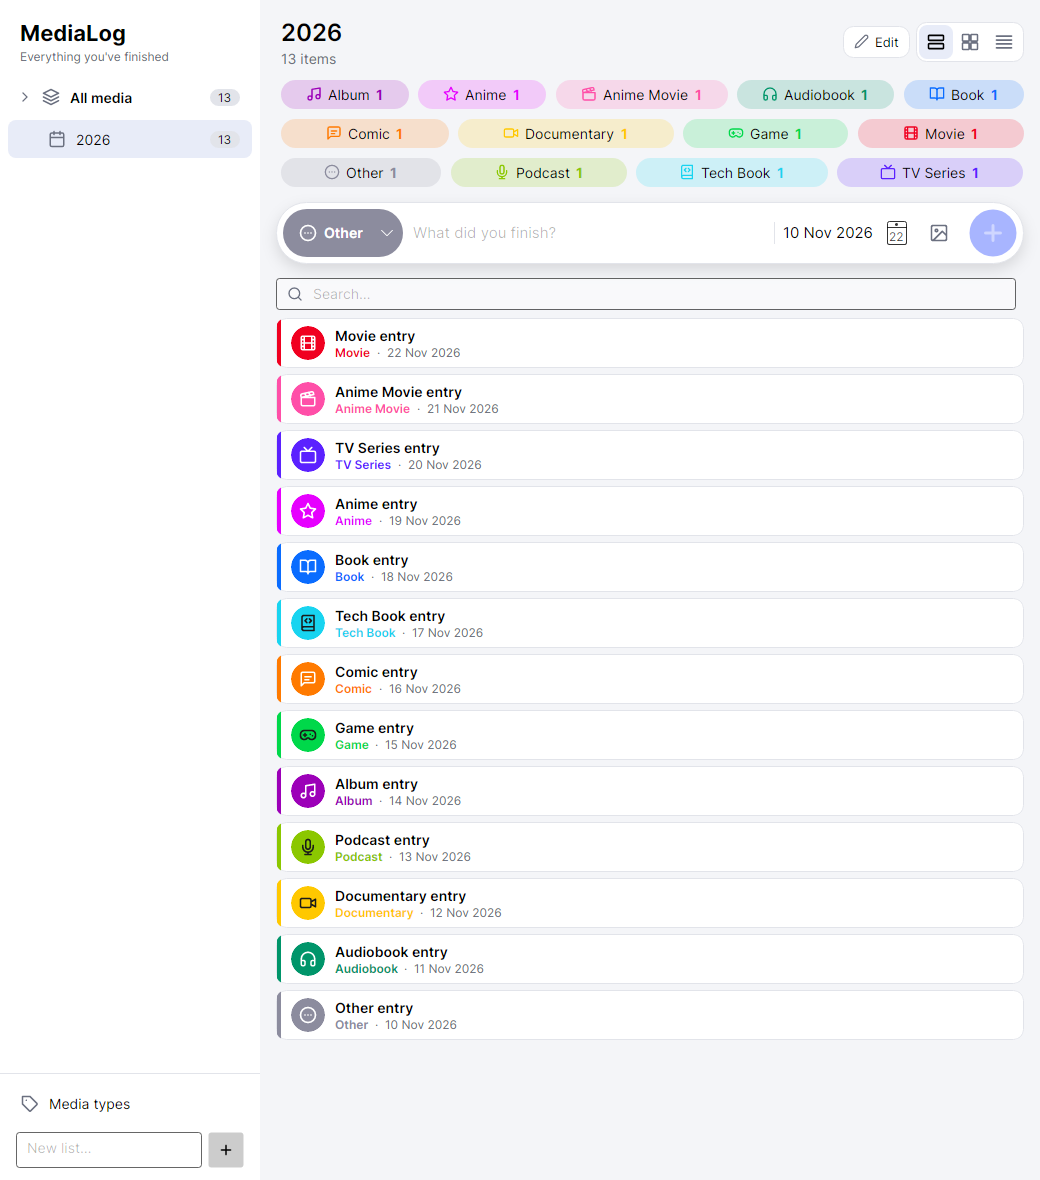 MediaLog
Everything you've finished
All media 13
2026 13
Media types
New list...
2026
13 items
Edit
Album 1 Anime 1 Anime Movie 1 Audiobook 1 Book 1
Comic 1 Documentary 1 Game 1 Movie 1
Other 1 Podcast 1 Tech Book 1 TV Series 1
Other What did you finish? 10 Nov 2026 22
Search...
Movie entry
Movie · 22 Nov 2026
Anime Movie entry
Anime Movie · 21 Nov 2026
TV Series entry
TV Series · 20 Nov 2026
Anime entry
Anime · 19 Nov 2026
Book entry
Book · 18 Nov 2026
Tech Book entry
Tech Book · 17 Nov 2026
Comic entry
Comic · 16 Nov 2026
Game entry
Game · 15 Nov 2026
Album entry
Album · 14 Nov 2026
Podcast entry
Podcast · 13 Nov 2026
Documentary entry
Documentary · 12 Nov 2026
Audiobook entry
Audiobook · 11 Nov 2026
Other entry
Other · 10 Nov 2026